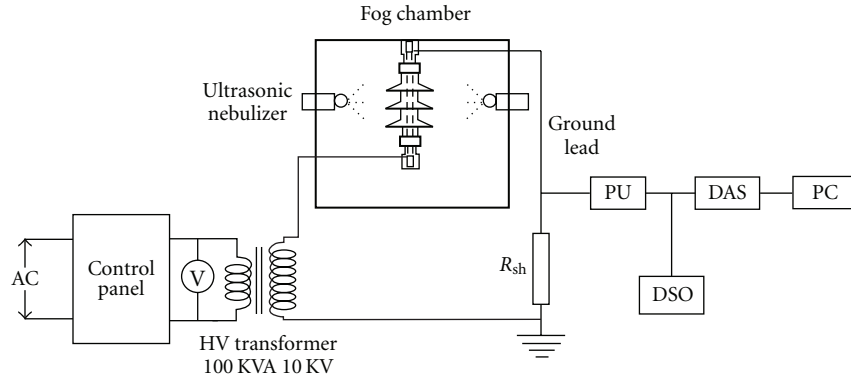 Fog chamber
Ultrasonic
nebulizer
Ground
lead
PU
DAS
PC
AC
Control
panel
V
R_sh
DSO
HV transformer
100 KVA 10 KV